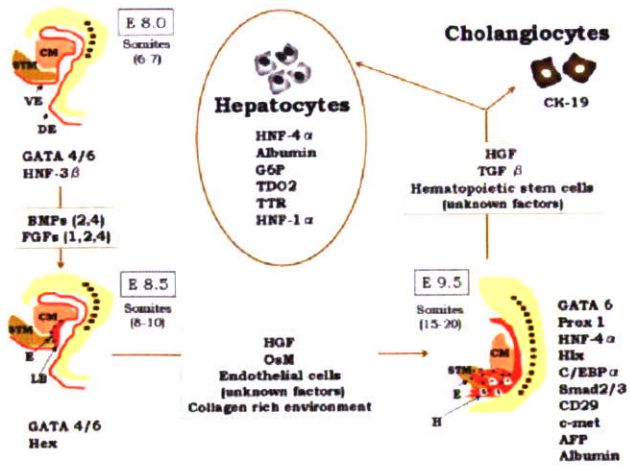 E 8.0
Somites
(6-7)
CM
STM
VE
DE
GATA 4/6
HNF-3β
BMPs (2,4)
FGFs (1,2,4)
E 8.5
Somites
(8-10)
CM
STM
E
LB
GATA 4/6
Hex
HGF
OsM
Endothelial cells
(unknown factors)
Collagen rich environment
E 9.5
Somites
(15-20)
CM
STM
E
H
GATA 6
Prox 1
HNF-4α
Hlx
C/EBPα
Smad2/3
CD29
c-met
AFP
Albumin
HGF
TGF β
Hematopoietic stem cells
(unknown factors)
Hepatocytes
HNF-4α
Albumin
G6P
TDO2
TTR
HNF-1α
Cholangiocytes
CK-19